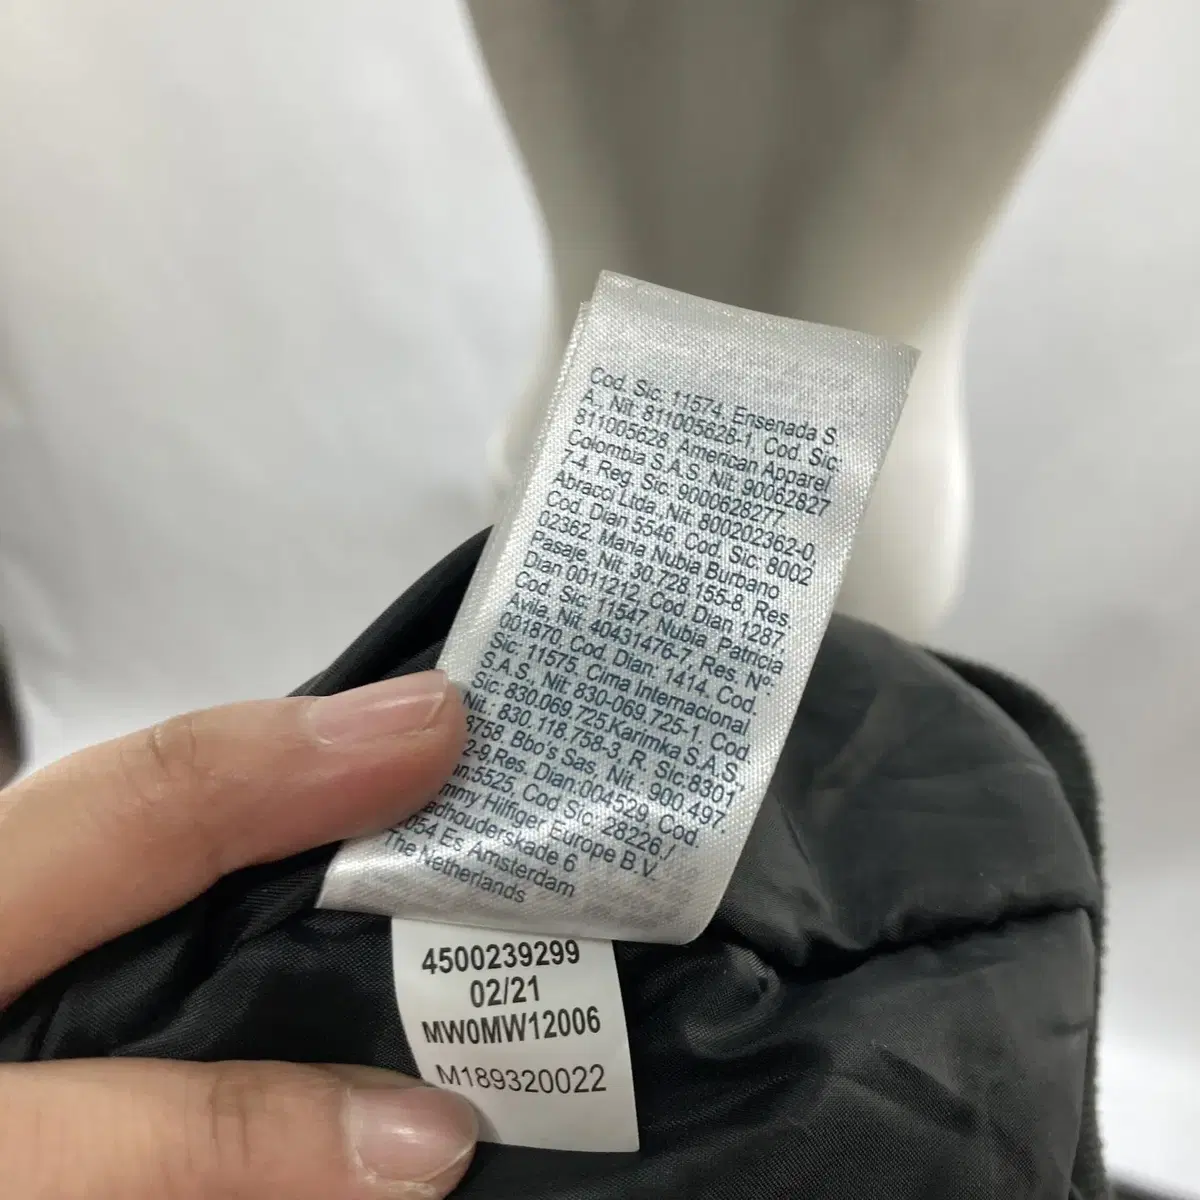 Cod. Sic: 11574, Ensenada S.
A., Nit: 811005628-1, Cod. Sic:
811005628, American Apparel
Colombia S.A.S. Nit: 90062827
7-4, Reg. Sic: 9000628277,
Abracci Ltda, Nit: 800202362-0,
Cod. Dian 5546, Cod. Sic: 8002
02362, Maria Nubia Burbano
Pasaje, Nit: 30.728.155-8, Res.
Dian 0011212, Cod. Dian 1287,
Cod. Sic: 11547, Nubia, Patricia
Avila, Nit: 40431476-7, Res. Nº:
001870, Cod. Dian: 1414, Cod.
Sic: 11575, Cima Internacional
S.A.S., Nit: 830-069.725-1, Cod.
Sic: 830.069.725,Karimka S.A.S.
Nit. 830.118.758-3, R. Sic:8301
8758, Bbo's Sas, Nit. 900.497.
2-9,Res. Dian:004529, Cod.
n:5525, Cod Sic: 28226./
mmy Hilfiger Europe B.V.
adhouderskade 6
054 Es Amsterdam
The Netherlands
4500239299
02/21
MW0MW12006
M189320022